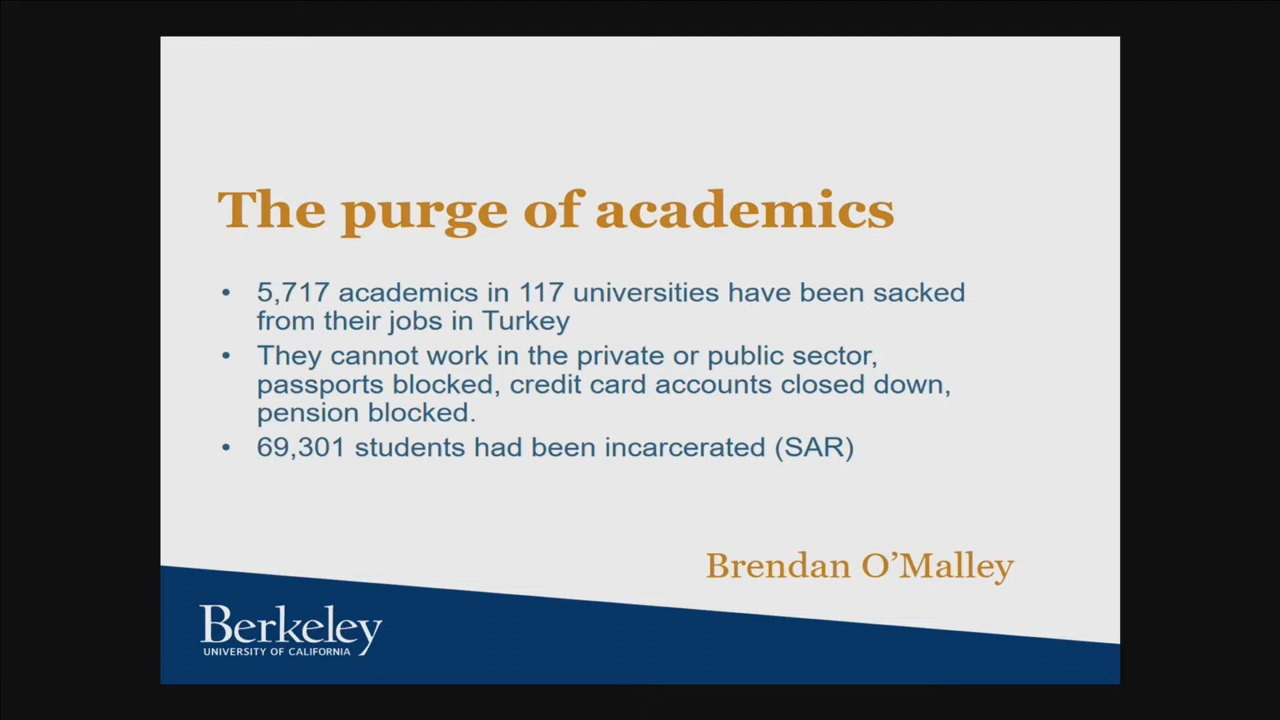 The purge of academics
• 5,717 academics in 117 universities have been sacked
from their jobs in Turkey
• They cannot work in the private or public sector,
passports blocked, credit card accounts closed down,
pension blocked.
• 69,301 students had been incarcerated (SAR)
Brendan O’Malley
Berkeley
UNIVERSITY OF CALIFORNIA